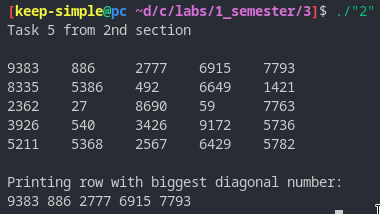 [keep-simple@pc ~d/c/labs/1_semester/3]$ ./"2"
Task 5 from 2nd section
9383 886 2777 6915 7793
8335 5386 492 6649 1421
2362 27 8690 59 7763
3926 540 3426 9172 5736
5211 5368 2567 6429 5782
Printing row with biggest diagonal number:
9383 886 2777 6915 7793